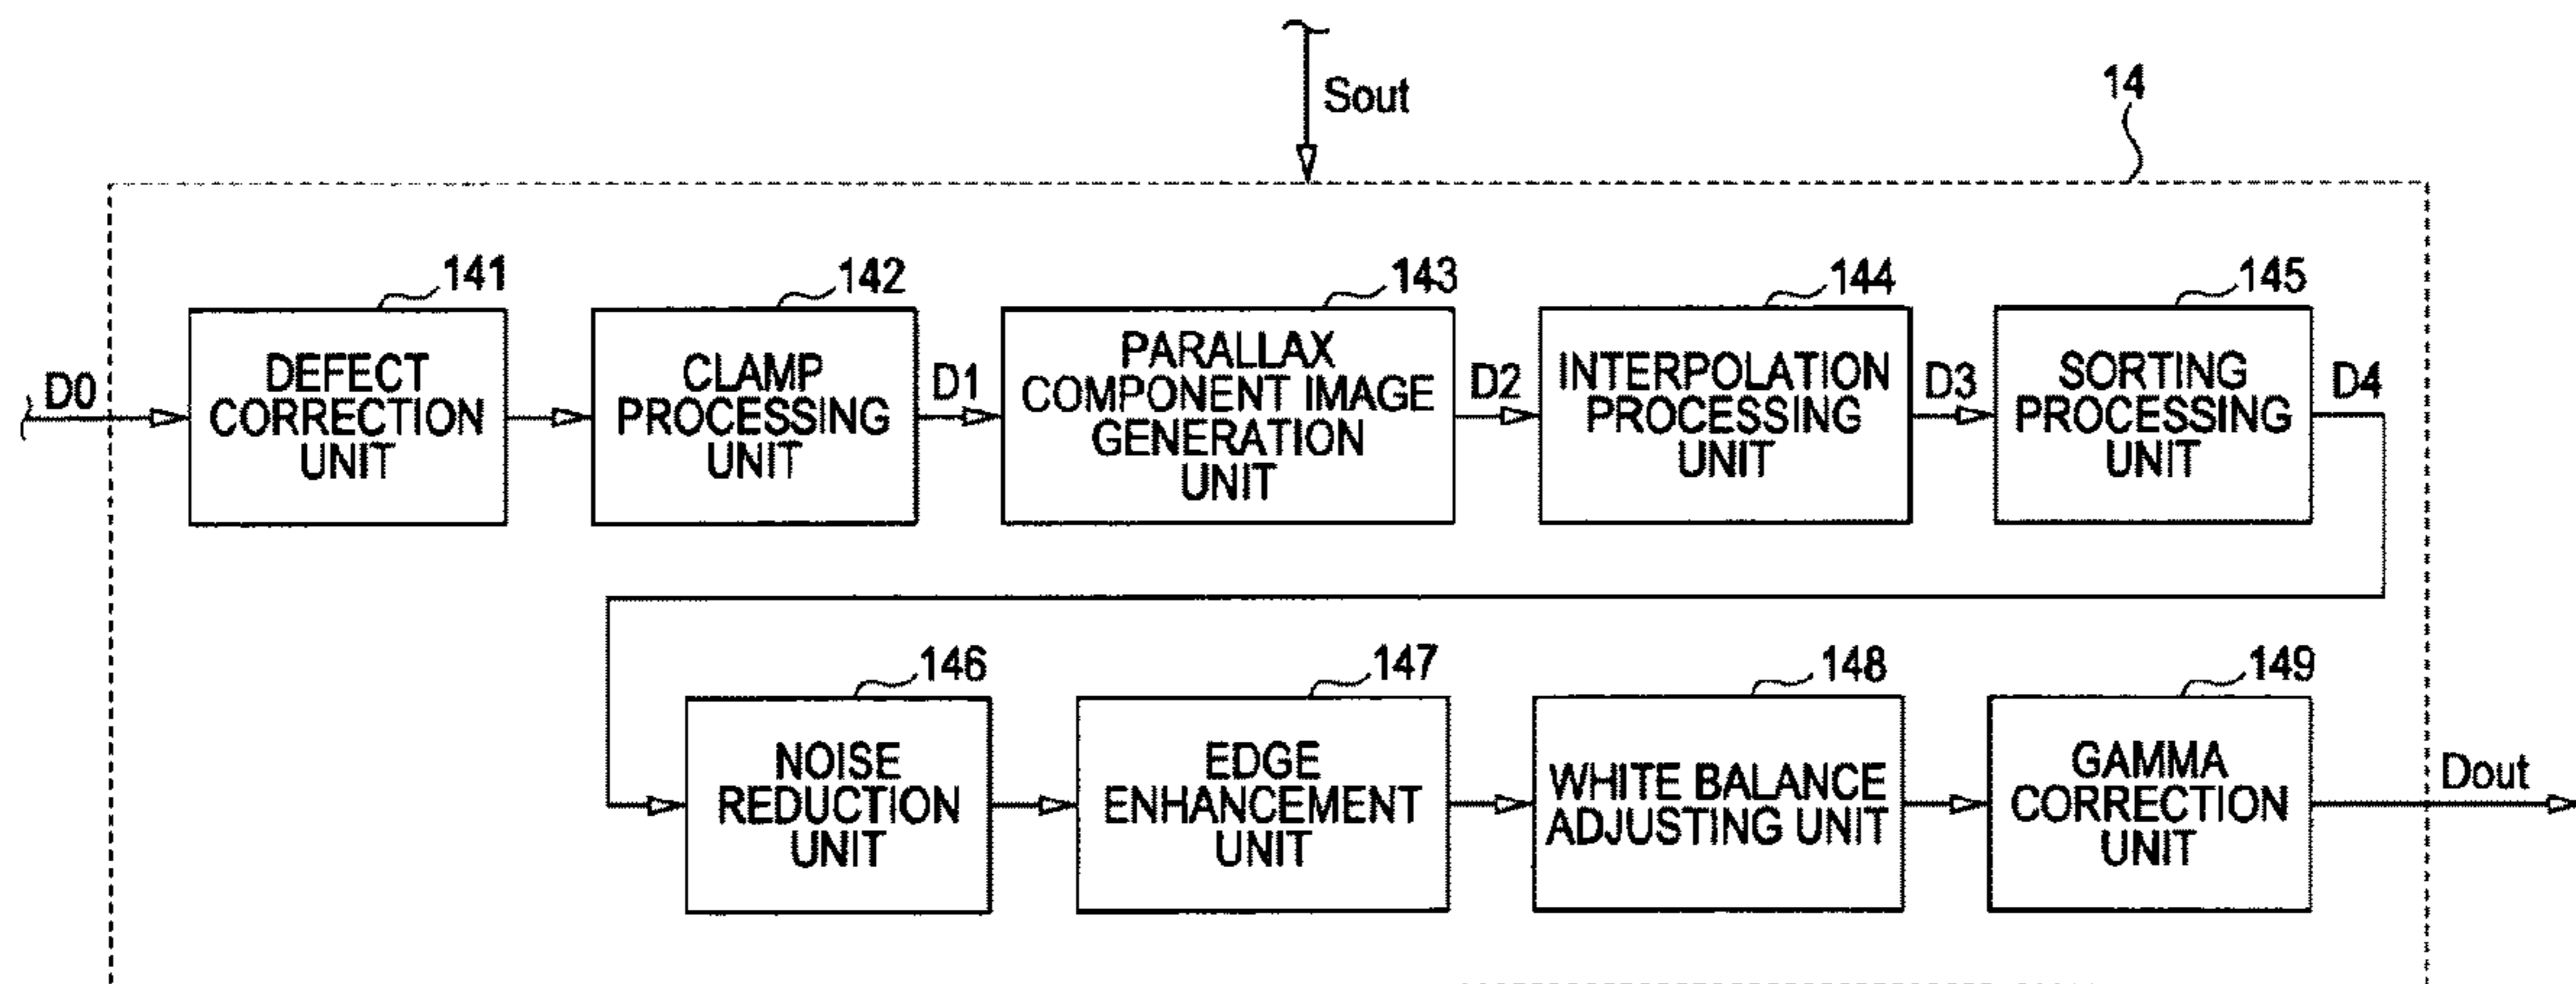 Sout
14
141
142
143
144
145
D0
DEFECT
CORRECTION
UNIT
CLAMP
PROCESSING
UNIT
D1
PARALLAX
COMPONENT IMAGE
GENERATION
UNIT
D2
INTERPOLATION
PROCESSING
UNIT
D3
SORTING
PROCESSING
UNIT
D4
146
147
148
149
NOISE
REDUCTION
UNIT
EDGE
ENHANCEMENT
UNIT
WHITE BALANCE
ADJUSTING UNIT
GAMMA
CORRECTION
UNIT
Dout